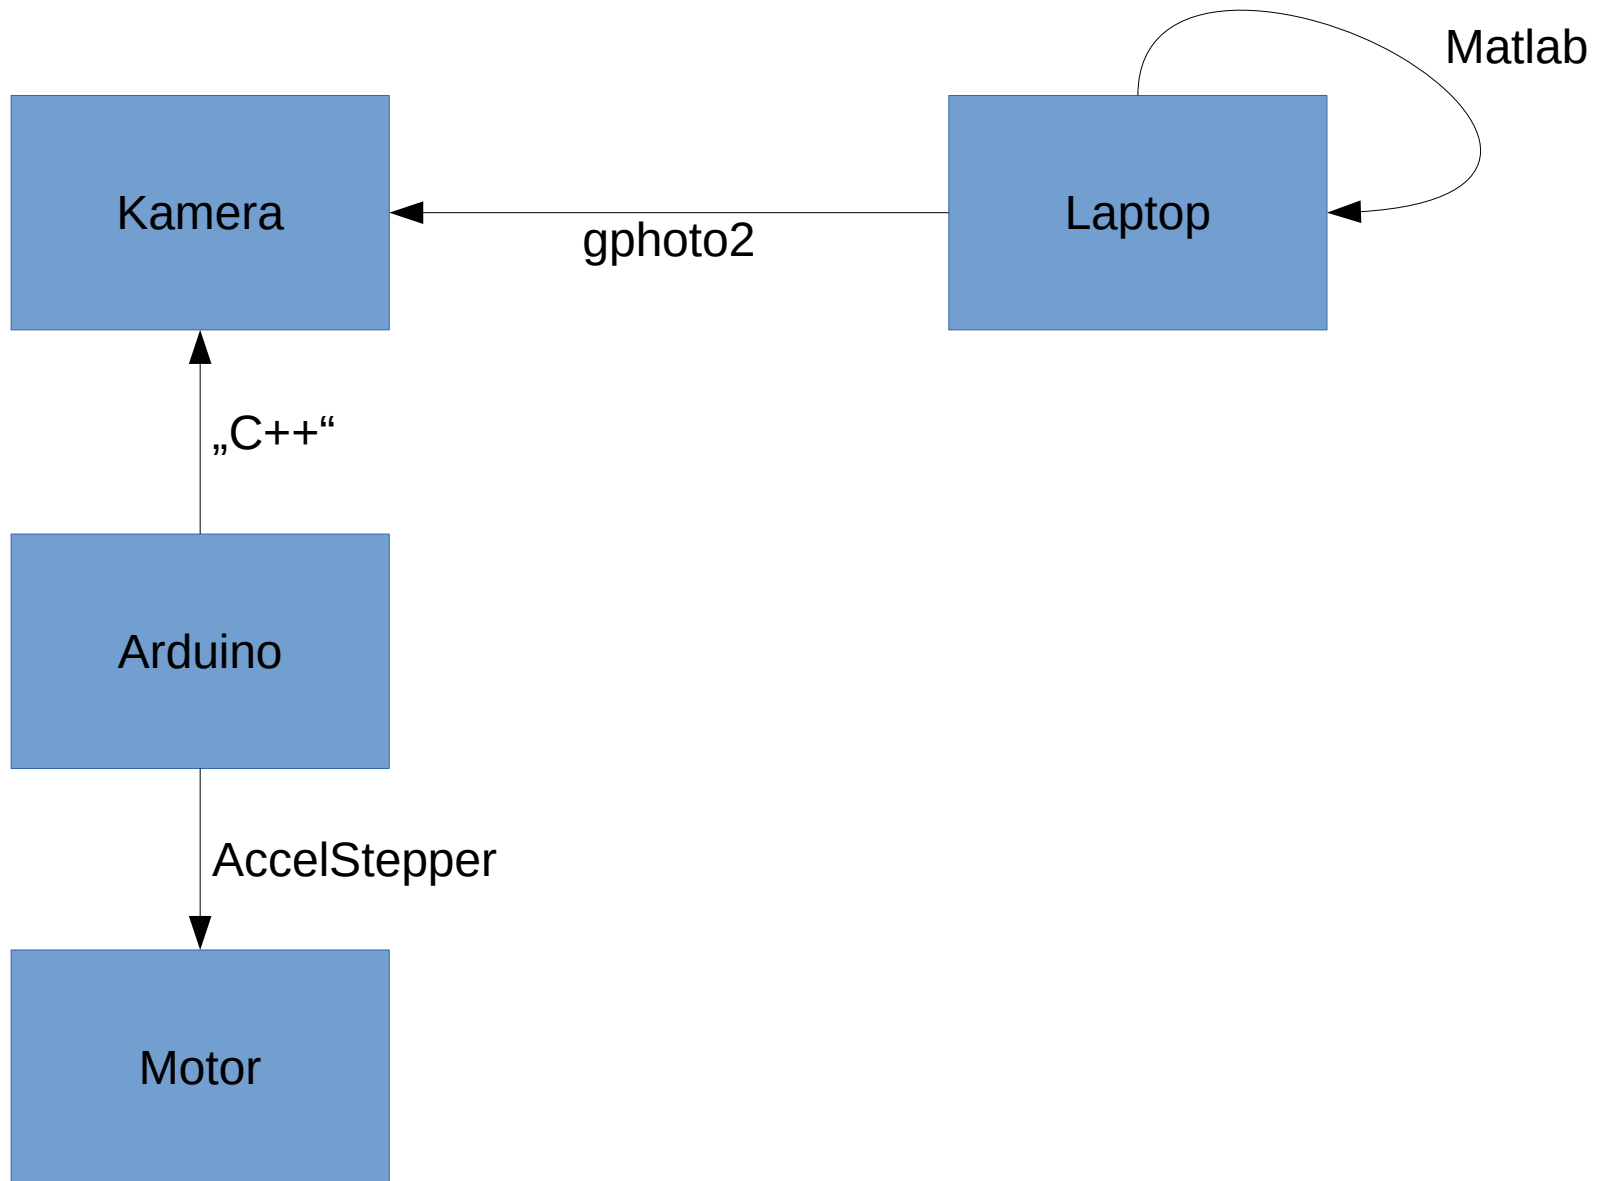 Matlab
Kamera
Laptop
gphoto2
„C++“
Arduino
AccelStepper
Motor